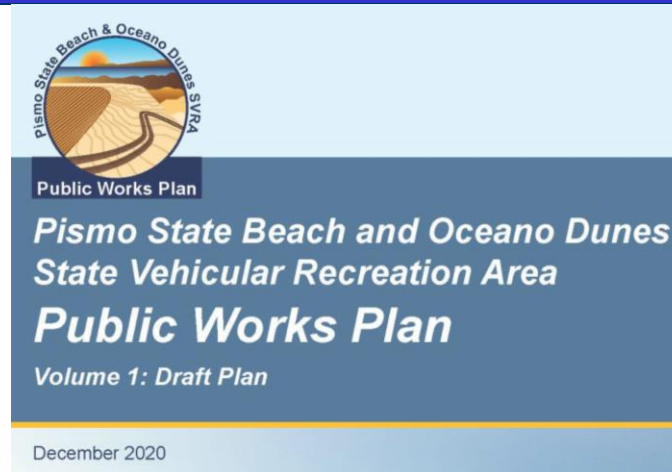 Pismo State Beach & Oceano Dunes SVRA
Public Works Plan
Pismo State Beach and Oceano Dunes
State Vehicular Recreation Area
Public Works Plan
Volume 1: Draft Plan
December 2020